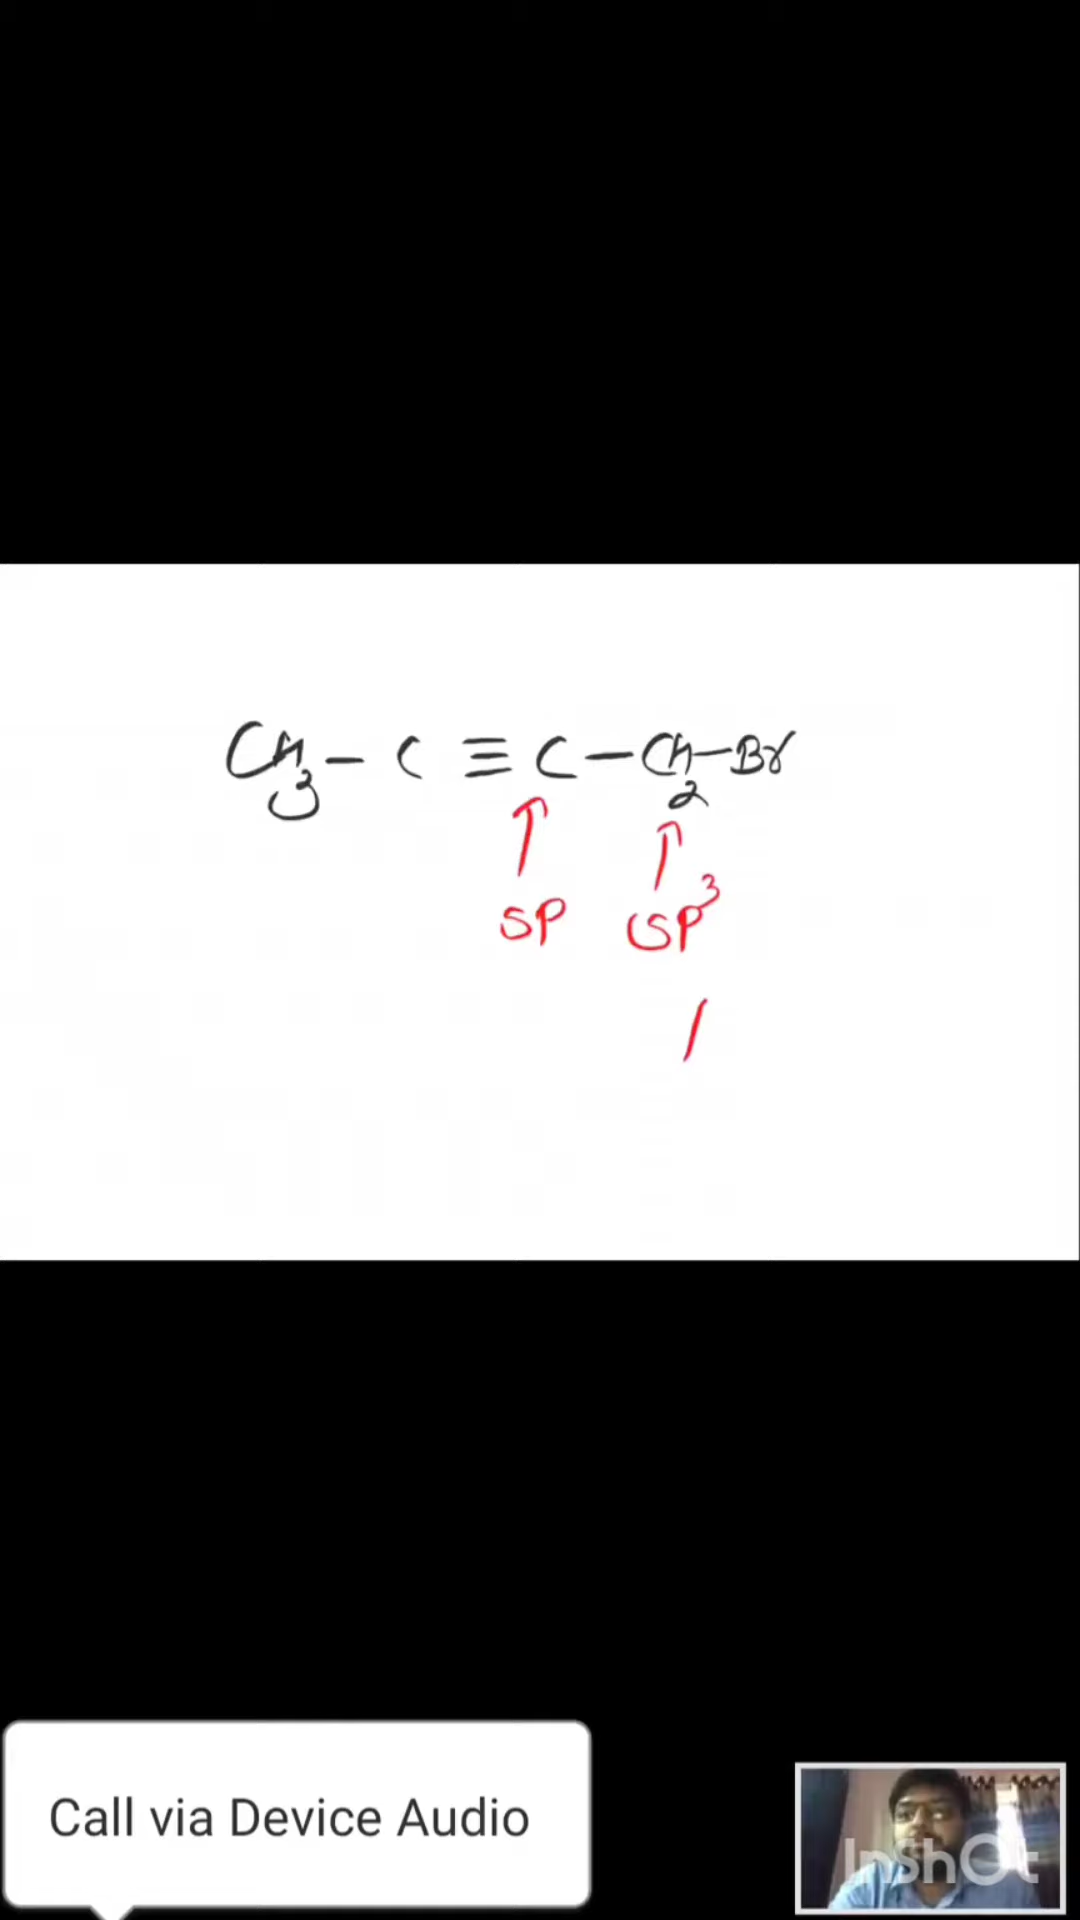 CH3 - C ≡ C - CH2 - Br
↑ ↑
SP SP³
/
Call via Device Audio
InShOt